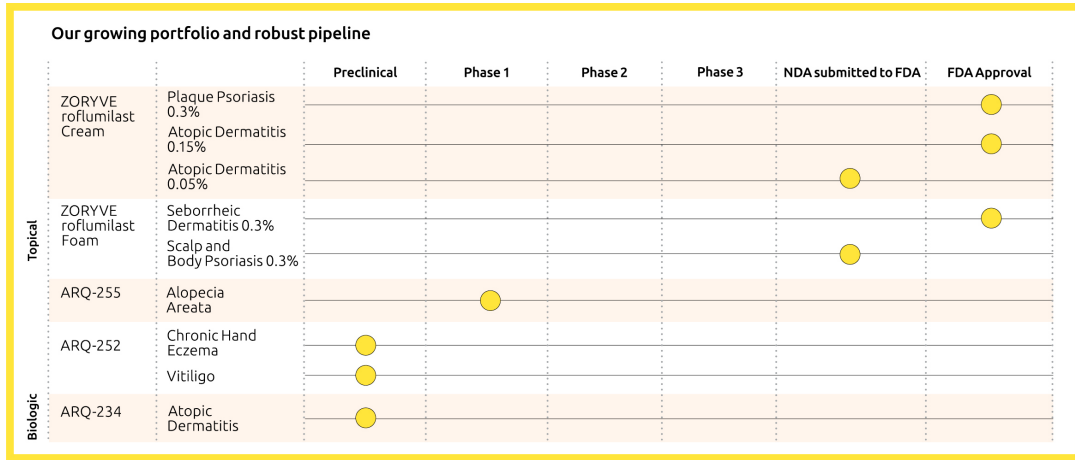 Our growing portfolio and robust pipeline
Preclinical
Phase 1
Phase 2
Phase 3
NDA submitted to FDA
FDA Approval
Topical
ZORYVE
roflumilast
Cream
Plaque Psoriasis
0.3%
Atopic Dermatitis
0.15%
Atopic Dermatitis
0.05%
ZORYVE
roflumilast
Foam
Seborrheic
Dermatitis 0.3%
Scalp and
Body Psoriasis 0.3%
ARQ-255
Alopecia
Areata
ARQ-252
Chronic Hand
Eczema
Vitiligo
Biologic
ARQ-234
Atopic
Dermatitis